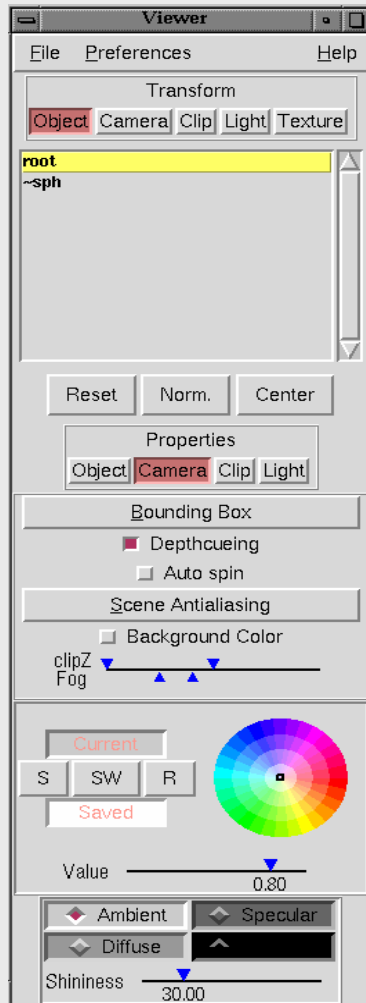 Viewer
File Preferences Help
Transform
Object Camera Clip Light Texture
root
~sph
Reset Norm. Center
Properties
Object Camera Clip Light
Bounding Box
Depthcueing
Auto spin
Scene Antialiasing
Background Color
clipZ
Fog
Current
S SW R
Saved
Value
0.80
Ambient Specular
Diffuse
Shininess
30.00